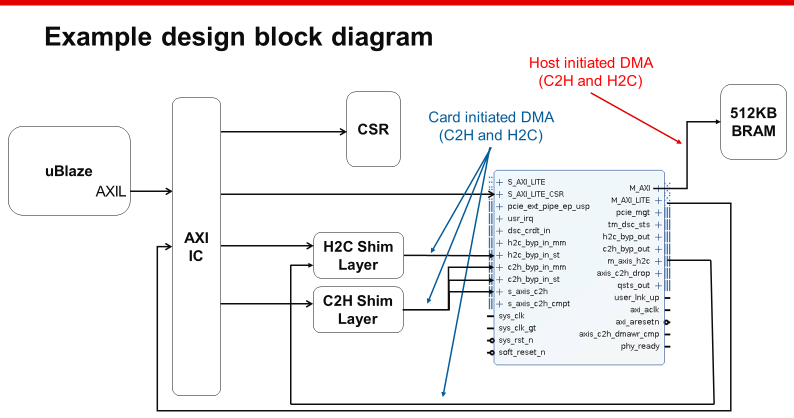 Example design block diagram
Host initiated DMA
(C2H and H2C)
Card initiated DMA
(C2H and H2C)
512KB
BRAM
CSR
uBlaze
AXIL
AXI
IC
H2C Shim
Layer
C2H Shim
Layer
S_AXI_LITE
S_AXI_LITE_CSR
pcie_ext_pipe_ep_usp
usr_irq
dsc_crdt_in
h2c_byp_in_mm
h2c_byp_in_st
c2h_byp_in_mm
c2h_byp_in_st
s_axis_c2h
s_axis_c2h_cmpt
sys_clk
sys_clk_gt
sys_rst_n
soft_reset_n
M_AXI
M_AXI_LITE
pcie_mgt
tm_dsc_sts
h2c_byp_out
c2h_byp_out
m_axis_h2c
axis_c2h_drop
qsts_out
user_lnk_up
axi_aclk
axi_aresetn
axis_c2h_dmawr_cmp
phy_ready